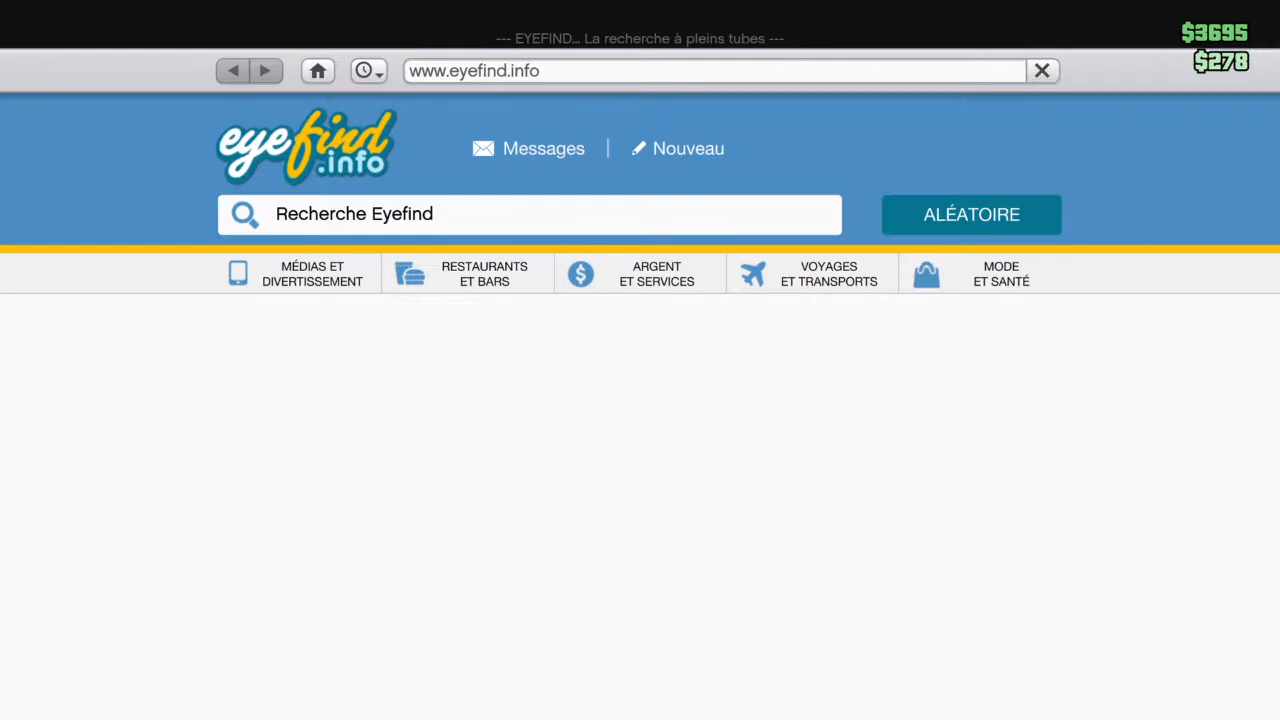 $3695
--- EYEFIND... La recherche à pleins tubes ---
$278
www.eyefind.info
eyefind
.info
Messages | Nouveau
Recherche Eyefind
ALÉATOIRE
MÉDIAS ET
DIVERTISSEMENT
RESTAURANTS
ET BARS
ARGENT
ET SERVICES
VOYAGES
ET TRANSPORTS
MODE
ET SANTÉ